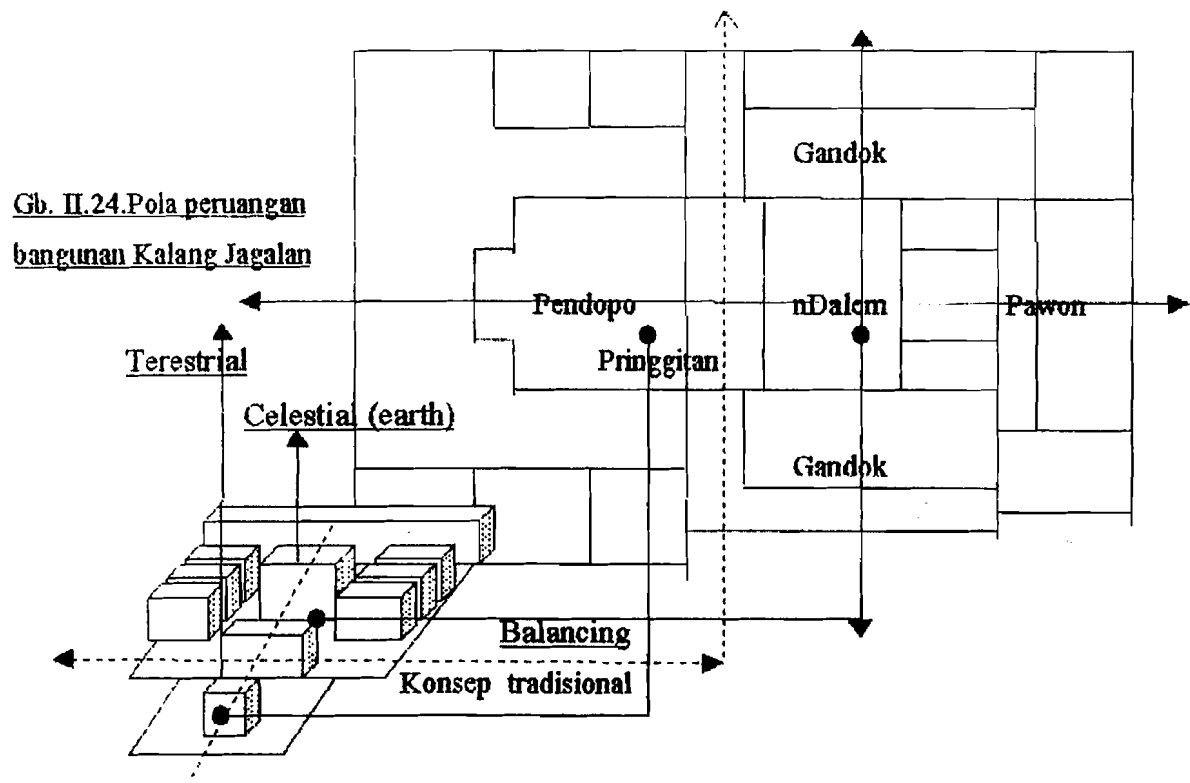 Gandok
Gb. II.24.Pola peruangan
bangunan Kalang Jagalan
Pendopo
nDalem
Pawon
Pringgitan
Terestrial
Celestial (earth)
Gandok
Balancing
Konsep tradisional